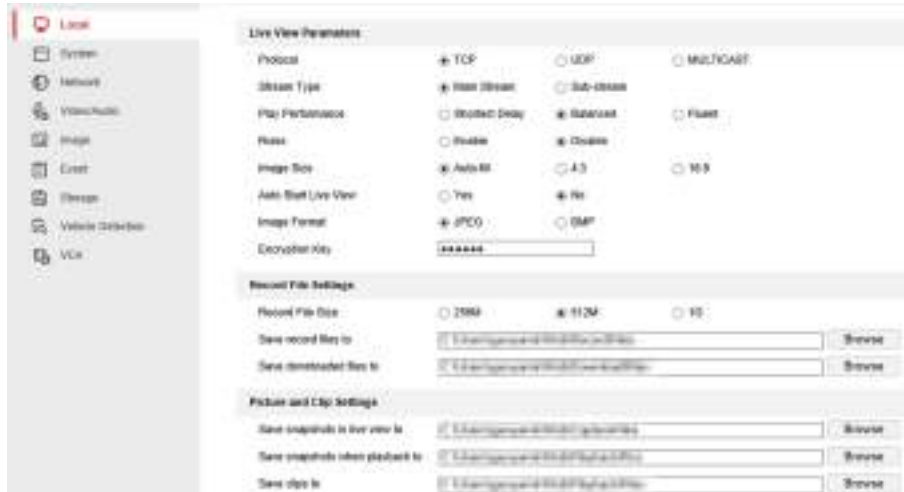 Local
System
Network
Video/Audio
Image
Event
Storage
Vehicle Detection
VCA
Live View Parameters
Protocol TCP UDP MULTICAST
Stream Type Main Stream Sub-stream
Play Performance Shortest Delay Balanced Fluent
Rules Enable Disable
Image Size Auto-fill 4:3 16:9
Auto Start Live View Yes No
Image Format JPEG BMP
Encryption Key ••••••
Record File Settings
Record File Size 256M 512M 1G
Save record files to Browse
Save downloaded files to Browse
Picture and Clip Settings
Save snapshots in live view to Browse
Save snapshots when playback to Browse
Save clips to Browse